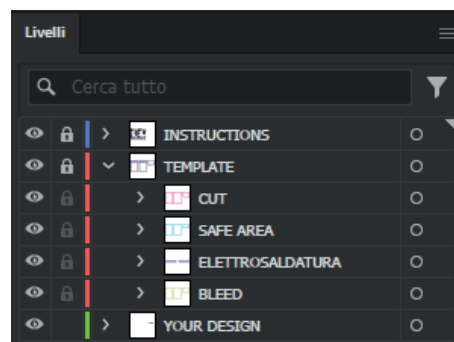 Livelli
Cerca tutto
INSTRUCTIONS
TEMPLATE
CUT
SAFE AREA
ELETTROSALDATURA
BLEED
YOUR DESIGN